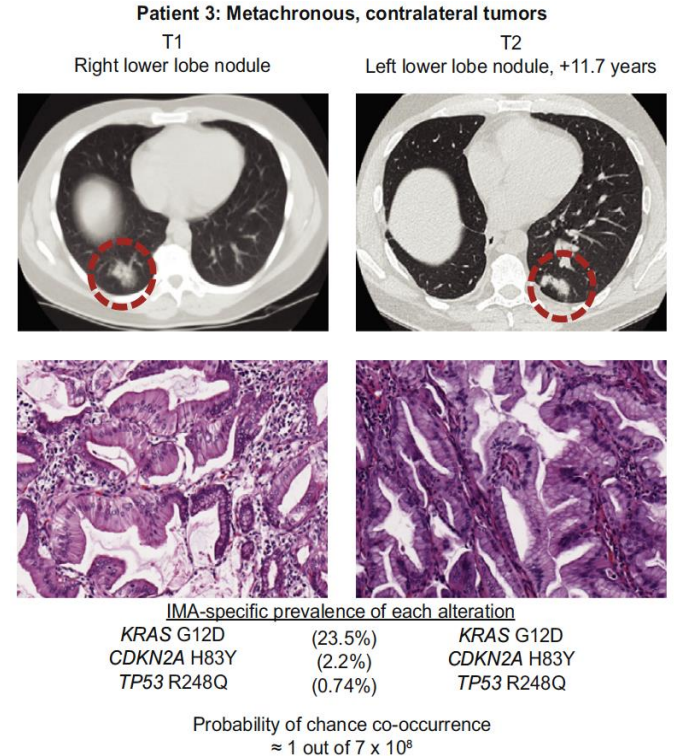 Patient 3: Metachronous, contralateral tumors
T1
Right lower lobe nodule
T2
Left lower lobe nodule, +11.7 years
IMA-specific prevalence of each alteration
KRAS G12D (23.5%) KRAS G12D
CDKN2A H83Y (2.2%) CDKN2A H83Y
TP53 R248Q (0.74%) TP53 R248Q
Probability of chance co-occurrence
≈ 1 out of 7 x 10⁸